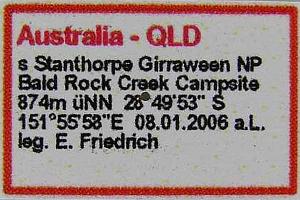 Australia - QLD
s Stanthorpe Girraween NP
Bald Rock Creek Campsite
874m üNN 28°49'53" S
151°55'58"E 08.01.2006 a.L.
leg. E. Friedrich